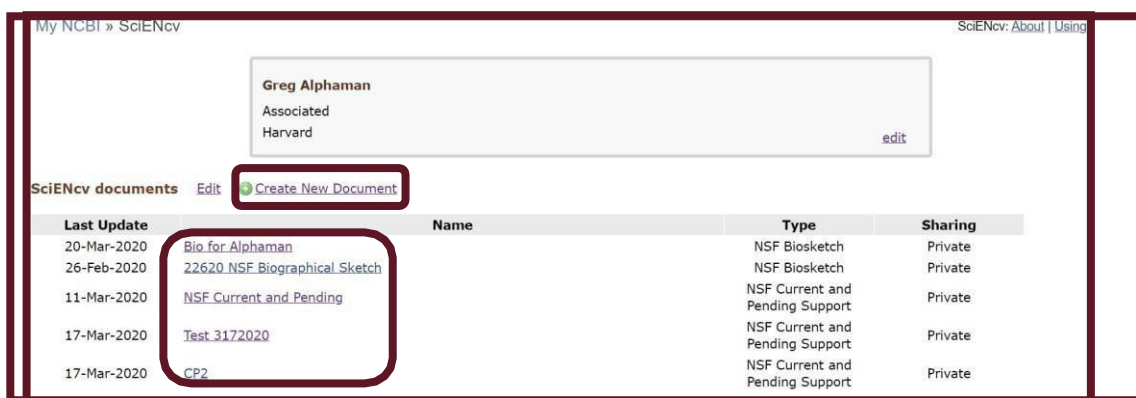 My NCBI » SciENcv SciENcv: About | Using
Greg Alphaman
Associated
Harvard
edit
SciENcv documents Edit Create New Document
Last Update Name Type Sharing
20-Mar-2020 Bio for Alphaman NSF Biosketch Private
26-Feb-2020 22620 NSF Biographical Sketch NSF Biosketch Private
11-Mar-2020 NSF Current and Pending NSF Current and Pending Support Private
17-Mar-2020 Test 3172020 NSF Current and Pending Support Private
17-Mar-2020 CP2 NSF Current and Pending Support Private